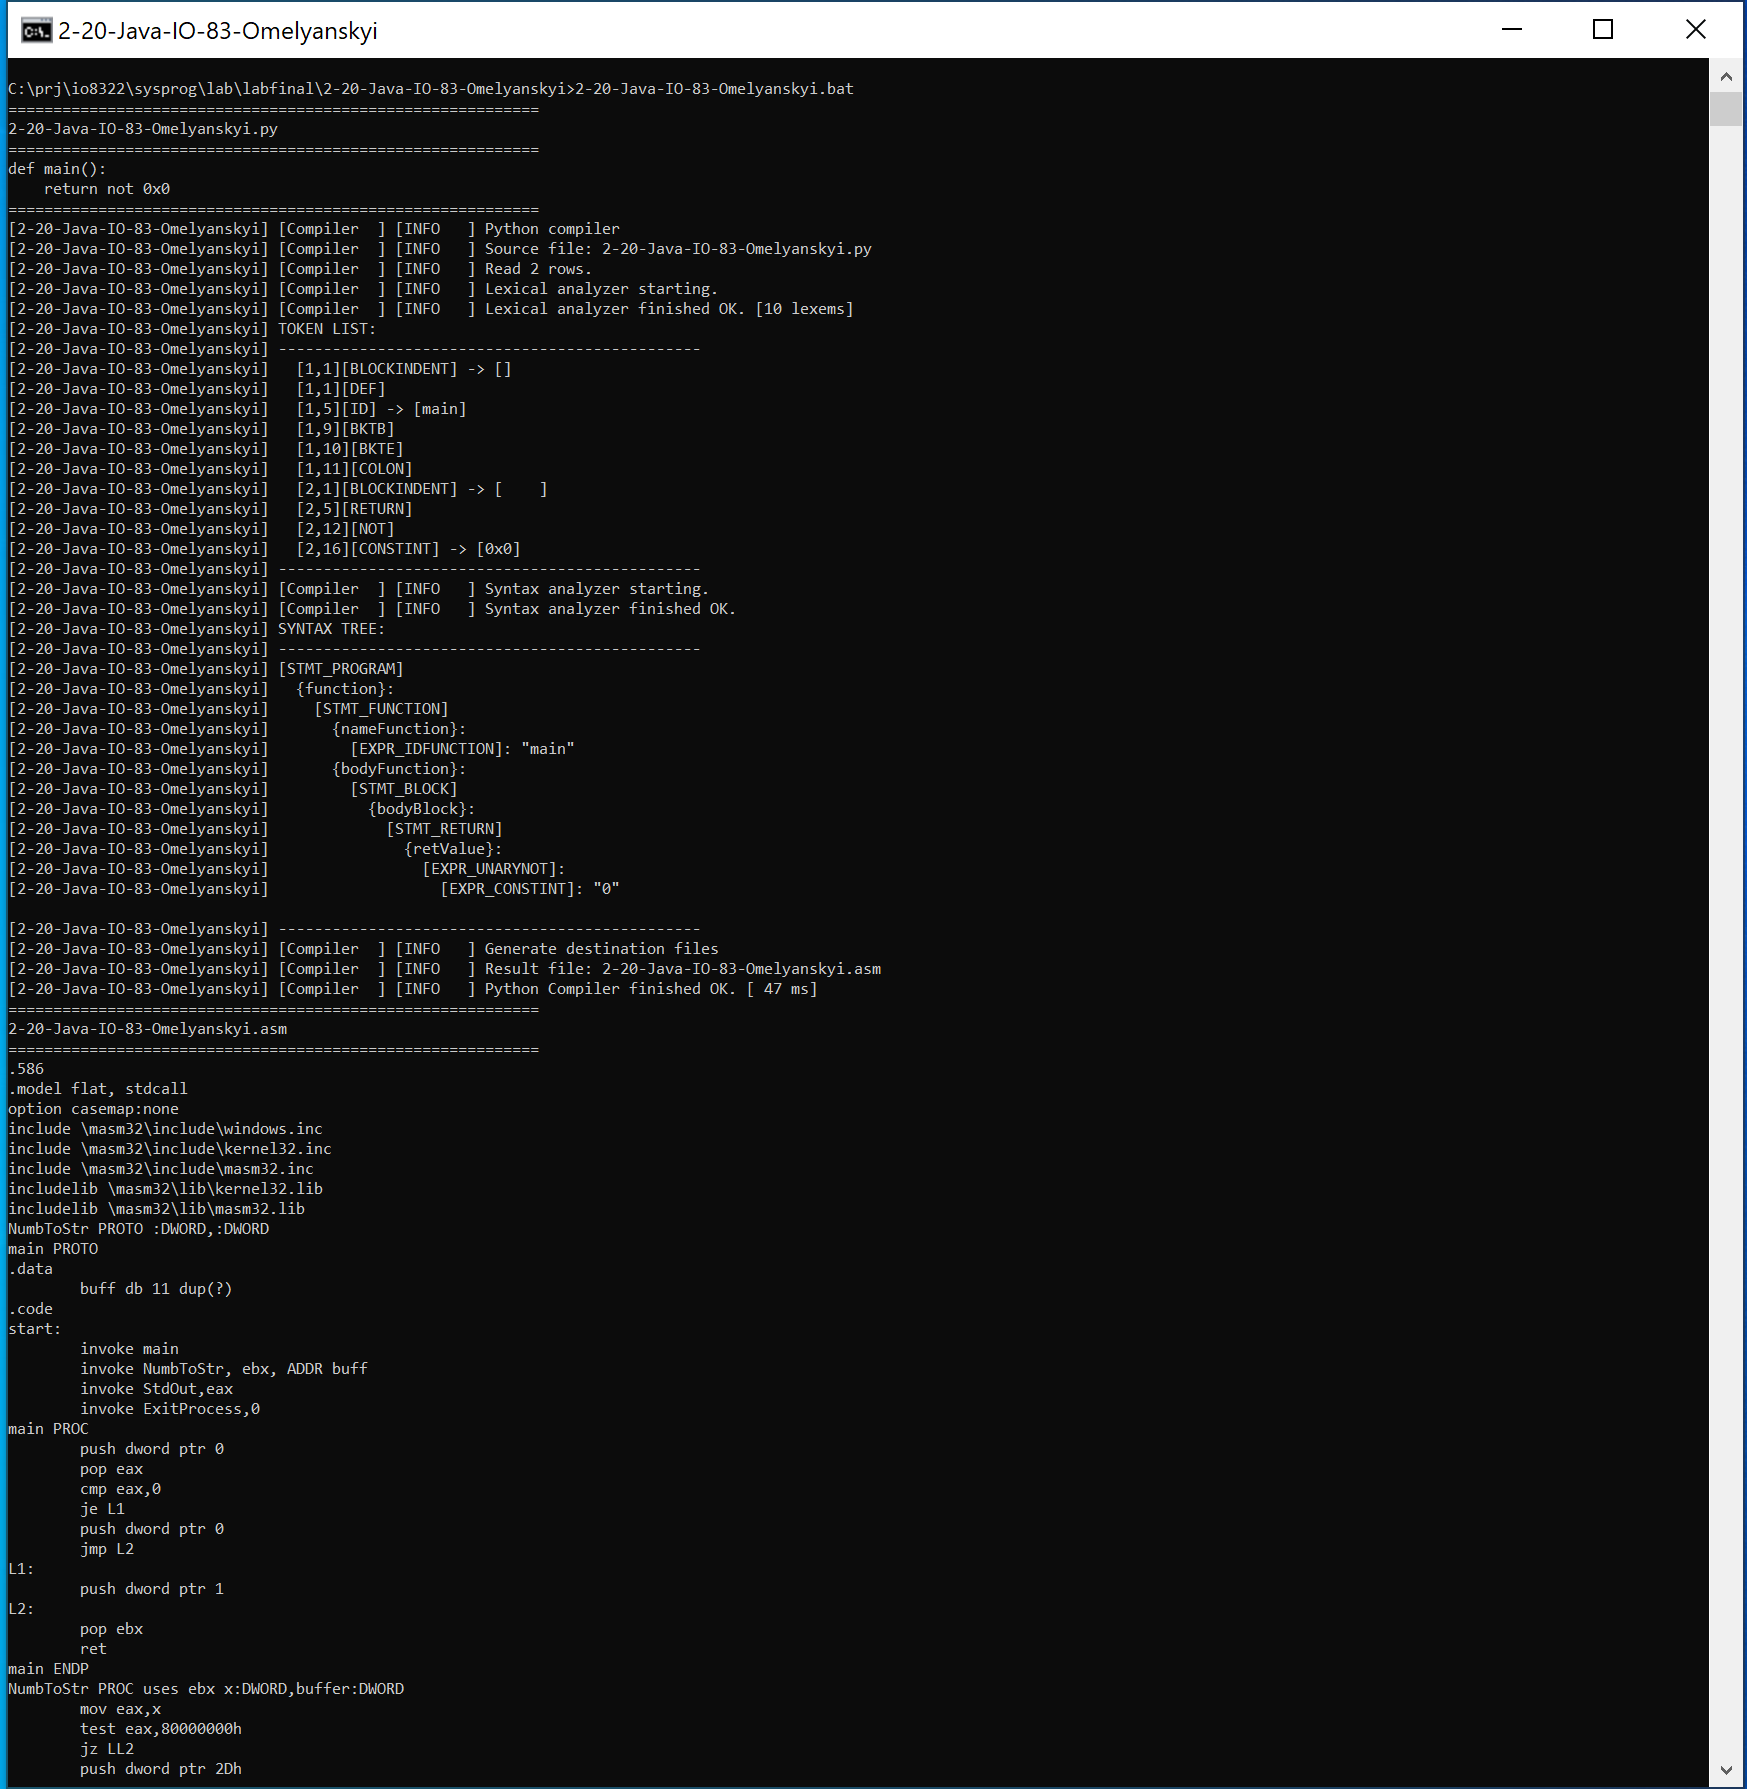 2-20-Java-IO-83-Omelyanskyi
C:\prj\io8322\sysprog\lab\labfinal\2-20-Java-IO-83-Omelyanskyi>2-20-Java-IO-83-Omelyanskyi.bat
===========================================================
2-20-Java-IO-83-Omelyanskyi.py
===========================================================
def main():
    return not 0x0
===========================================================
[2-20-Java-IO-83-Omelyanskyi] [Compiler  ] [INFO   ] Python compiler
[2-20-Java-IO-83-Omelyanskyi] [Compiler  ] [INFO   ] Source file: 2-20-Java-IO-83-Omelyanskyi.py
[2-20-Java-IO-83-Omelyanskyi] [Compiler  ] [INFO   ] Read 2 rows.
[2-20-Java-IO-83-Omelyanskyi] [Compiler  ] [INFO   ] Lexical analyzer starting.
[2-20-Java-IO-83-Omelyanskyi] [Compiler  ] [INFO   ] Lexical analyzer finished OK. [10 lexems]
[2-20-Java-IO-83-Omelyanskyi] TOKEN LIST:
[2-20-Java-IO-83-Omelyanskyi] -----------------------------------------------
[2-20-Java-IO-83-Omelyanskyi]   [1,1][BLOCKINDENT] -> []
[2-20-Java-IO-83-Omelyanskyi]   [1,1][DEF]
[2-20-Java-IO-83-Omelyanskyi]   [1,5][ID] -> [main]
[2-20-Java-IO-83-Omelyanskyi]   [1,9][BKTB]
[2-20-Java-IO-83-Omelyanskyi]   [1,10][BKTE]
[2-20-Java-IO-83-Omelyanskyi]   [1,11][COLON]
[2-20-Java-IO-83-Omelyanskyi]   [2,1][BLOCKINDENT] -> [    ]
[2-20-Java-IO-83-Omelyanskyi]   [2,5][RETURN]
[2-20-Java-IO-83-Omelyanskyi]   [2,12][NOT]
[2-20-Java-IO-83-Omelyanskyi]   [2,16][CONSTINT] -> [0x0]
[2-20-Java-IO-83-Omelyanskyi] -----------------------------------------------
[2-20-Java-IO-83-Omelyanskyi] [Compiler  ] [INFO   ] Syntax analyzer starting.
[2-20-Java-IO-83-Omelyanskyi] [Compiler  ] [INFO   ] Syntax analyzer finished OK.
[2-20-Java-IO-83-Omelyanskyi] SYNTAX TREE:
[2-20-Java-IO-83-Omelyanskyi] -----------------------------------------------
[2-20-Java-IO-83-Omelyanskyi] [STMT_PROGRAM]
[2-20-Java-IO-83-Omelyanskyi]   {function}:
[2-20-Java-IO-83-Omelyanskyi]     [STMT_FUNCTION]
[2-20-Java-IO-83-Omelyanskyi]       {nameFunction}:
[2-20-Java-IO-83-Omelyanskyi]         [EXPR_IDFUNCTION]: "main"
[2-20-Java-IO-83-Omelyanskyi]       {bodyFunction}:
[2-20-Java-IO-83-Omelyanskyi]         [STMT_BLOCK]
[2-20-Java-IO-83-Omelyanskyi]           {bodyBlock}:
[2-20-Java-IO-83-Omelyanskyi]             [STMT_RETURN]
[2-20-Java-IO-83-Omelyanskyi]               {retValue}:
[2-20-Java-IO-83-Omelyanskyi]                 [EXPR_UNARYNOT]:
[2-20-Java-IO-83-Omelyanskyi]                   [EXPR_CONSTINT]: "0"
[2-20-Java-IO-83-Omelyanskyi] -----------------------------------------------
[2-20-Java-IO-83-Omelyanskyi] [Compiler  ] [INFO   ] Generate destination files
[2-20-Java-IO-83-Omelyanskyi] [Compiler  ] [INFO   ] Result file: 2-20-Java-IO-83-Omelyanskyi.asm
[2-20-Java-IO-83-Omelyanskyi] [Compiler  ] [INFO   ] Python Compiler finished OK. [ 47 ms]
===========================================================
2-20-Java-IO-83-Omelyanskyi.asm
===========================================================
.586
.model flat, stdcall
option casemap:none
include \masm32\include\windows.inc
include \masm32\include\kernel32.inc
include \masm32\include\masm32.inc
includelib \masm32\lib\kernel32.lib
includelib \masm32\lib\masm32.lib
NumbToStr PROTO :DWORD,:DWORD
main PROTO
.data
        buff db 11 dup(?)
.code
start:
        invoke main
        invoke NumbToStr, ebx, ADDR buff
        invoke StdOut,eax
        invoke ExitProcess,0
main PROC
        push dword ptr 0
        pop eax
        cmp eax,0
        je L1
        push dword ptr 0
        jmp L2
L1:
        push dword ptr 1
L2:
        pop ebx
        ret
main ENDP
NumbToStr PROC uses ebx x:DWORD,buffer:DWORD
        mov eax,x
        test eax,80000000h
        jz LL2
        push dword ptr 2Dh